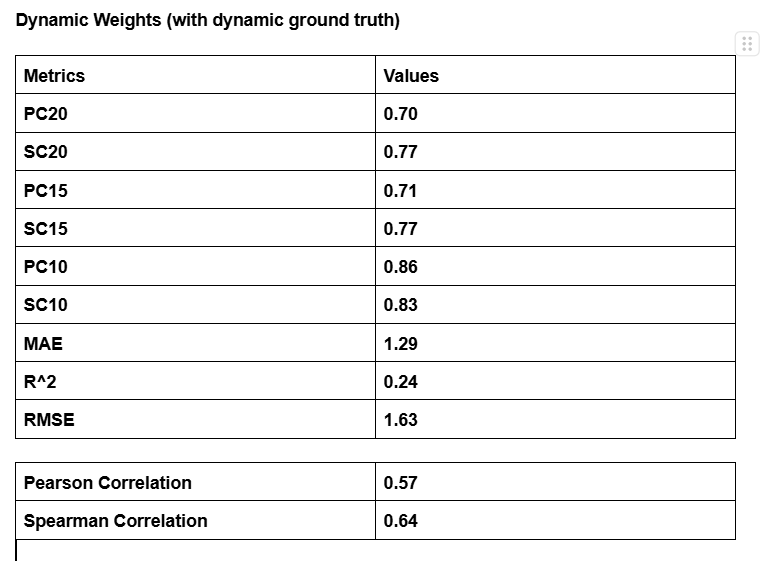 Dynamic Weights (with dynamic ground truth)
Metrics Values
PC20 0.70
SC20 0.77
PC15 0.71
SC15 0.77
PC10 0.86
SC10 0.83
MAE 1.29
R^2 0.24
RMSE 1.63
Pearson Correlation 0.57
Spearman Correlation 0.64